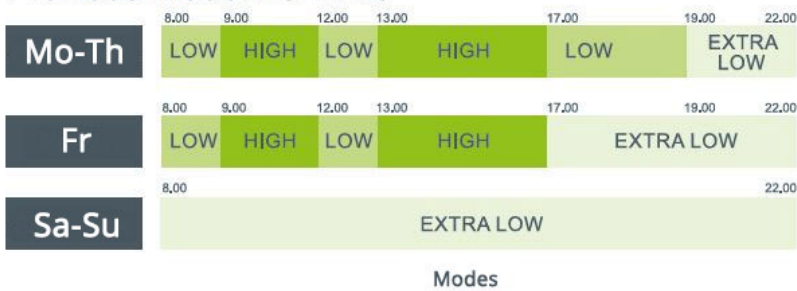 8.00 9.00 12.00 13.00 17.00 19.00 22.00
Mo-Th LOW HIGH LOW HIGH LOW EXTRA LOW
8.00 9.00 12.00 13.00 17.00 19.00 22.00
Fr LOW HIGH LOW HIGH EXTRA LOW
8.00 22.00
Sa-Su EXTRA LOW
Modes